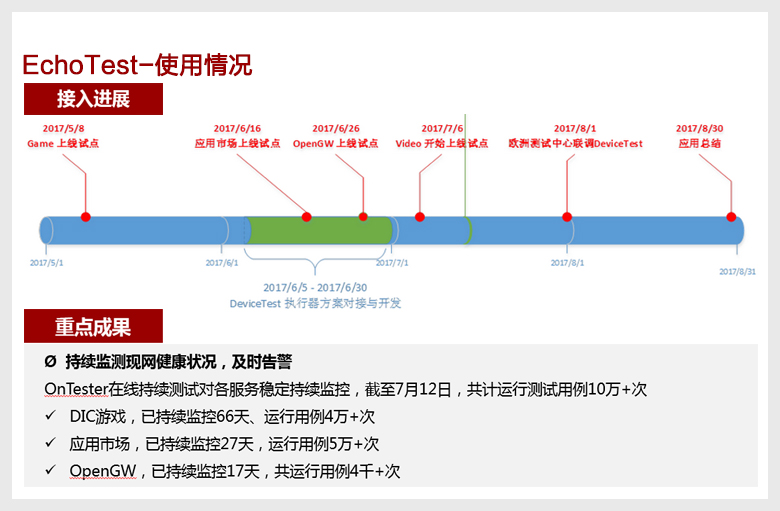 EchoTest-使用情况
接入进展
2017/5/8
Game 上线试点
2017/6/16
应用市场上线试点
2017/6/26
OpenGW 上线试点
2017/7/6
Video 开始上线试点
2017/8/1
欧洲测试中心联调DeviceTest
2017/8/30
应用总结
2017/5/1
2017/6/1
2017/7/1
2017/8/1
2017/8/31
2017/6/5 - 2017/6/30
DeviceTest 执行器方案对接与开发
重点成果
Ø 持续监测现网健康状况，及时告警
OnTester在线持续测试对各服务稳定持续监控，截至7月12日，共计运行测试用例10万+次
✓ DIC游戏，已持续监控66天、运行用例4万+次
✓ 应用市场，已持续监控27天，运行用例5万+次
✓ OpenGW，已持续监控17天，共运行用例4千+次